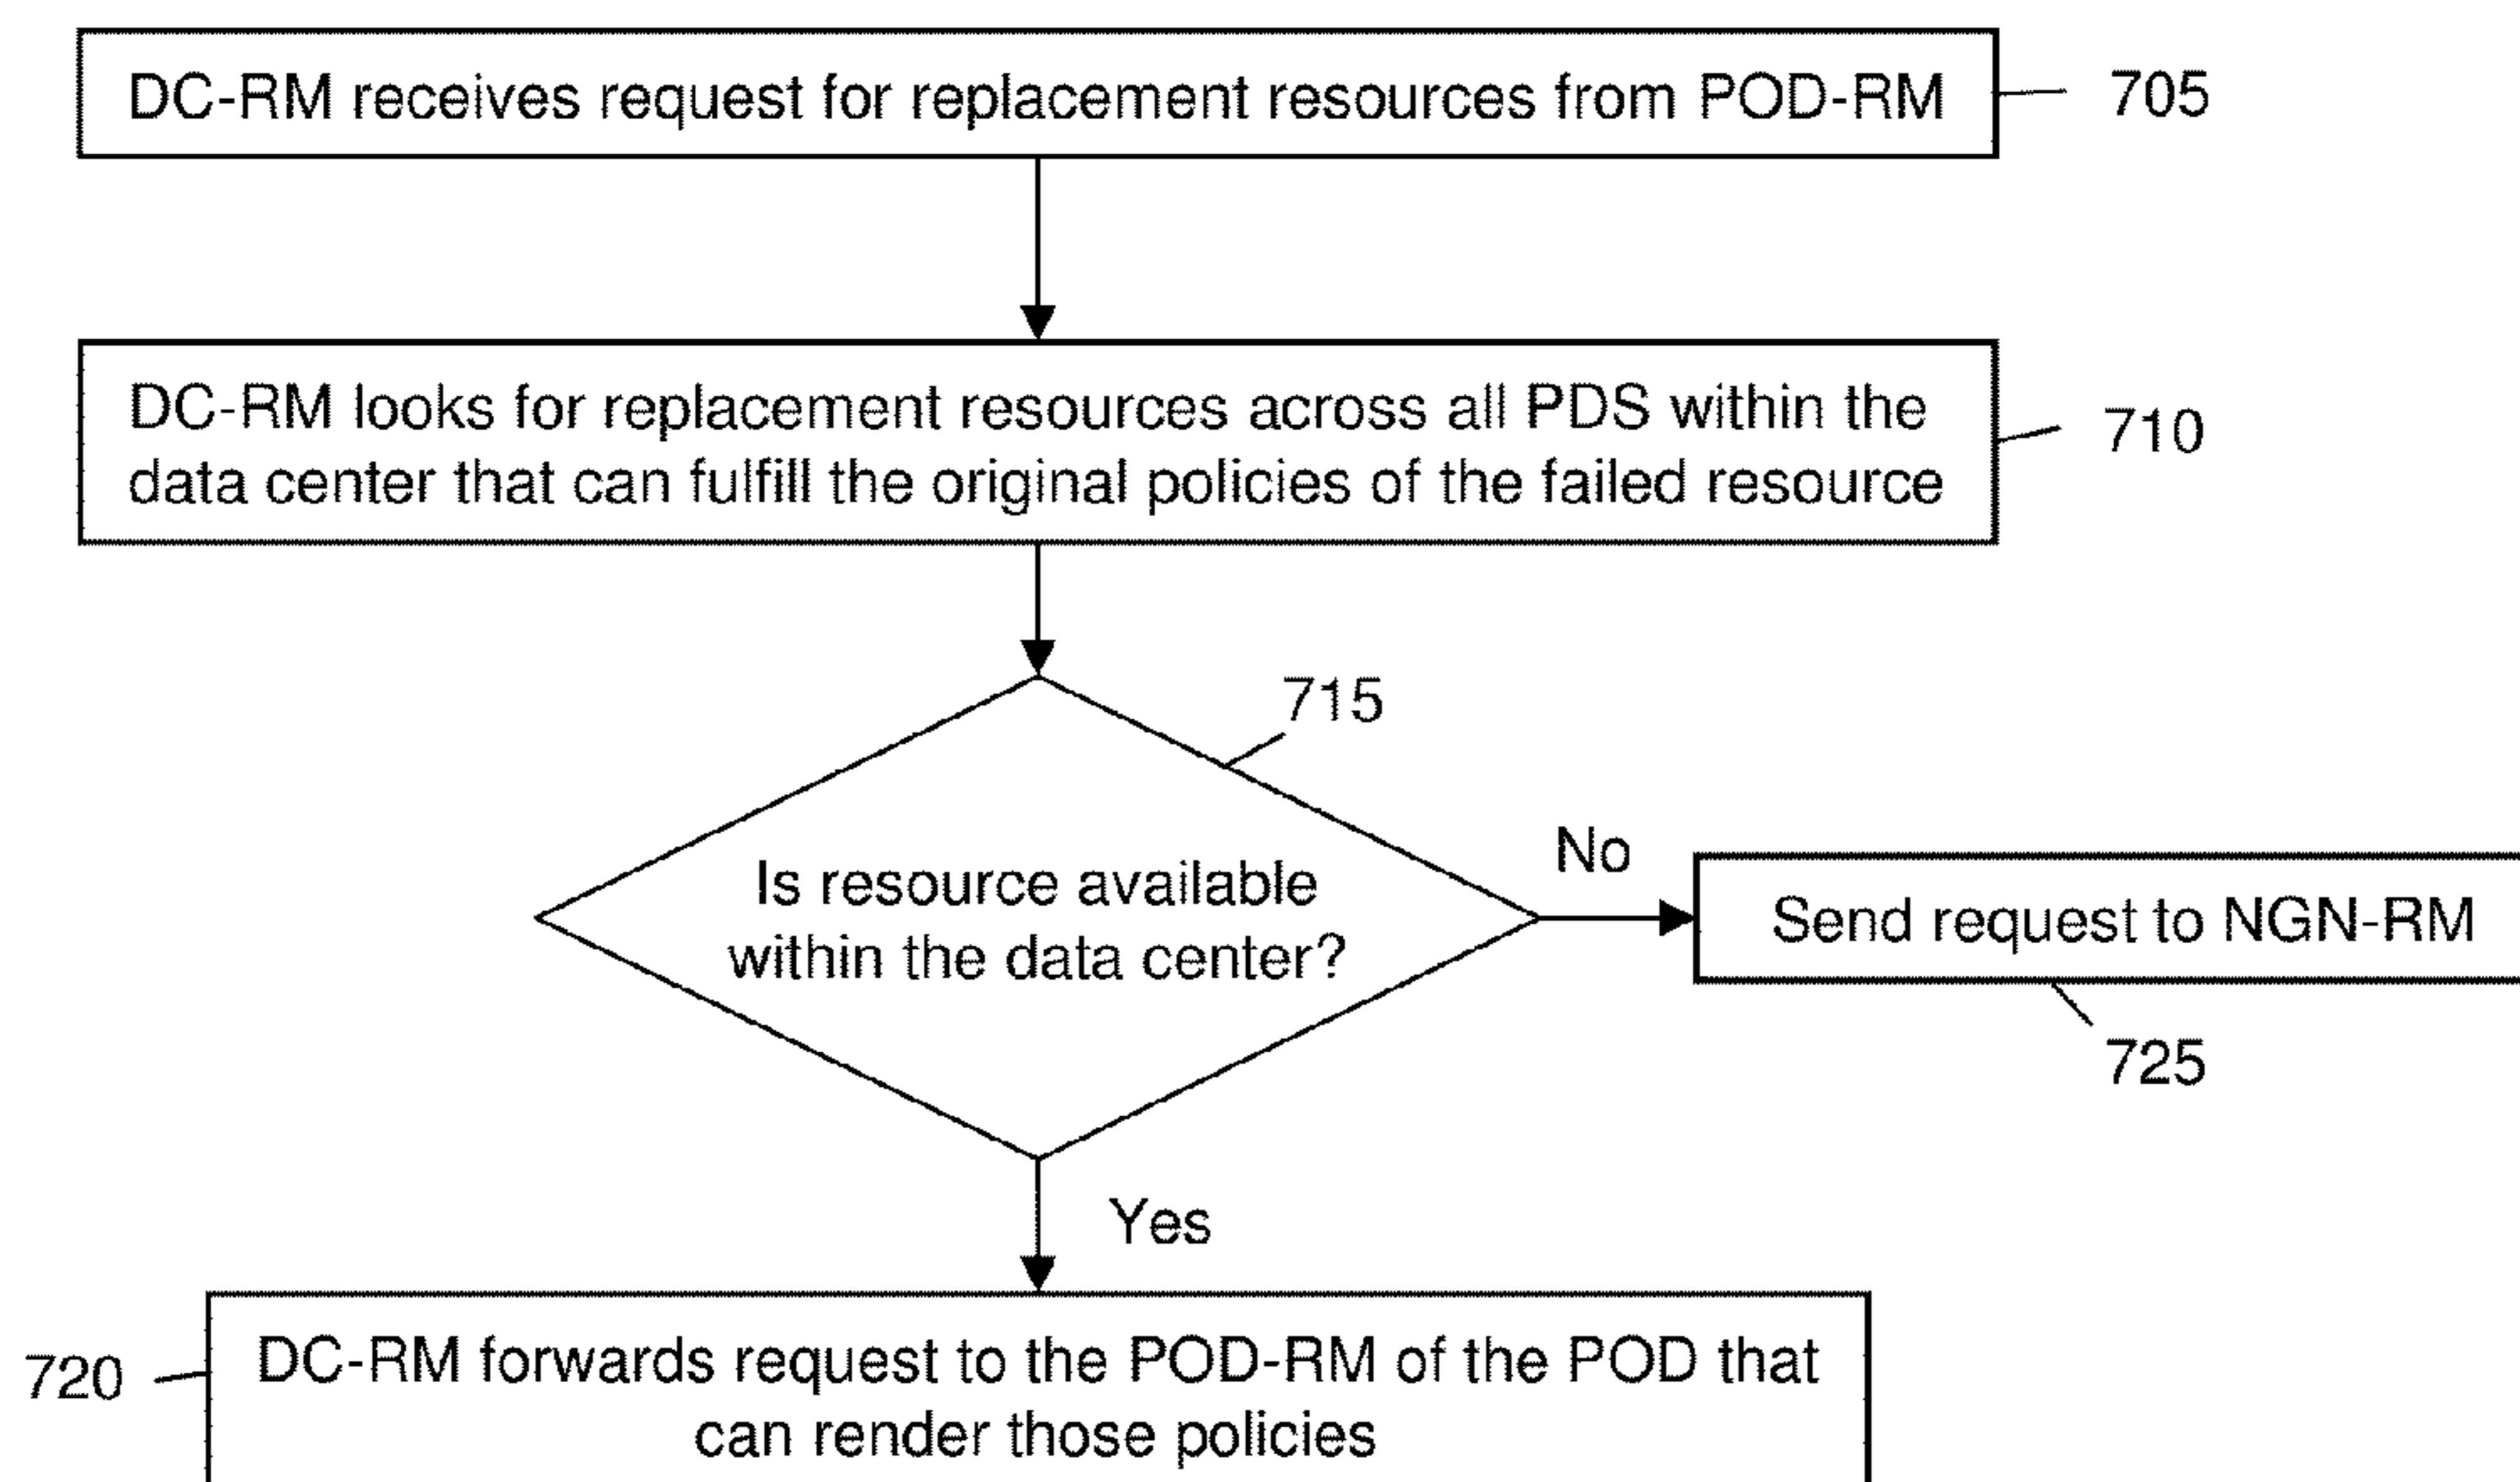 DC-RM receives request for replacement resources from POD-RM
705
DC-RM looks for replacement resources across all PDS within the
data center that can fulfill the original policies of the failed resource
710
715
Is resource available
within the data center?
No
Send request to NGN-RM
725
Yes
720
DC-RM forwards request to the POD-RM of the POD that
can render those policies